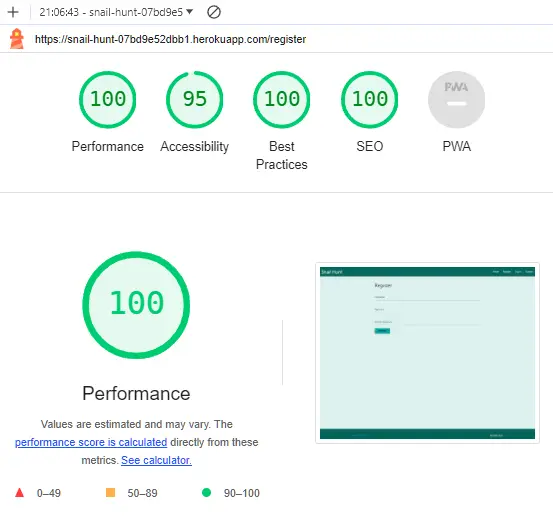 21:06:43 - snail-hunt-07bd9e5
https://snail-hunt-07bd9e52dbb1.herokuapp.com/register
100 95 100 100 PWA
Performance Accessibility Best Practices SEO PWA
100
Performance
Values are estimated and may vary. The
performance score is calculated directly from these
metrics. See calculator.
0–49 50–89 90–100
Snail Hunt
Register